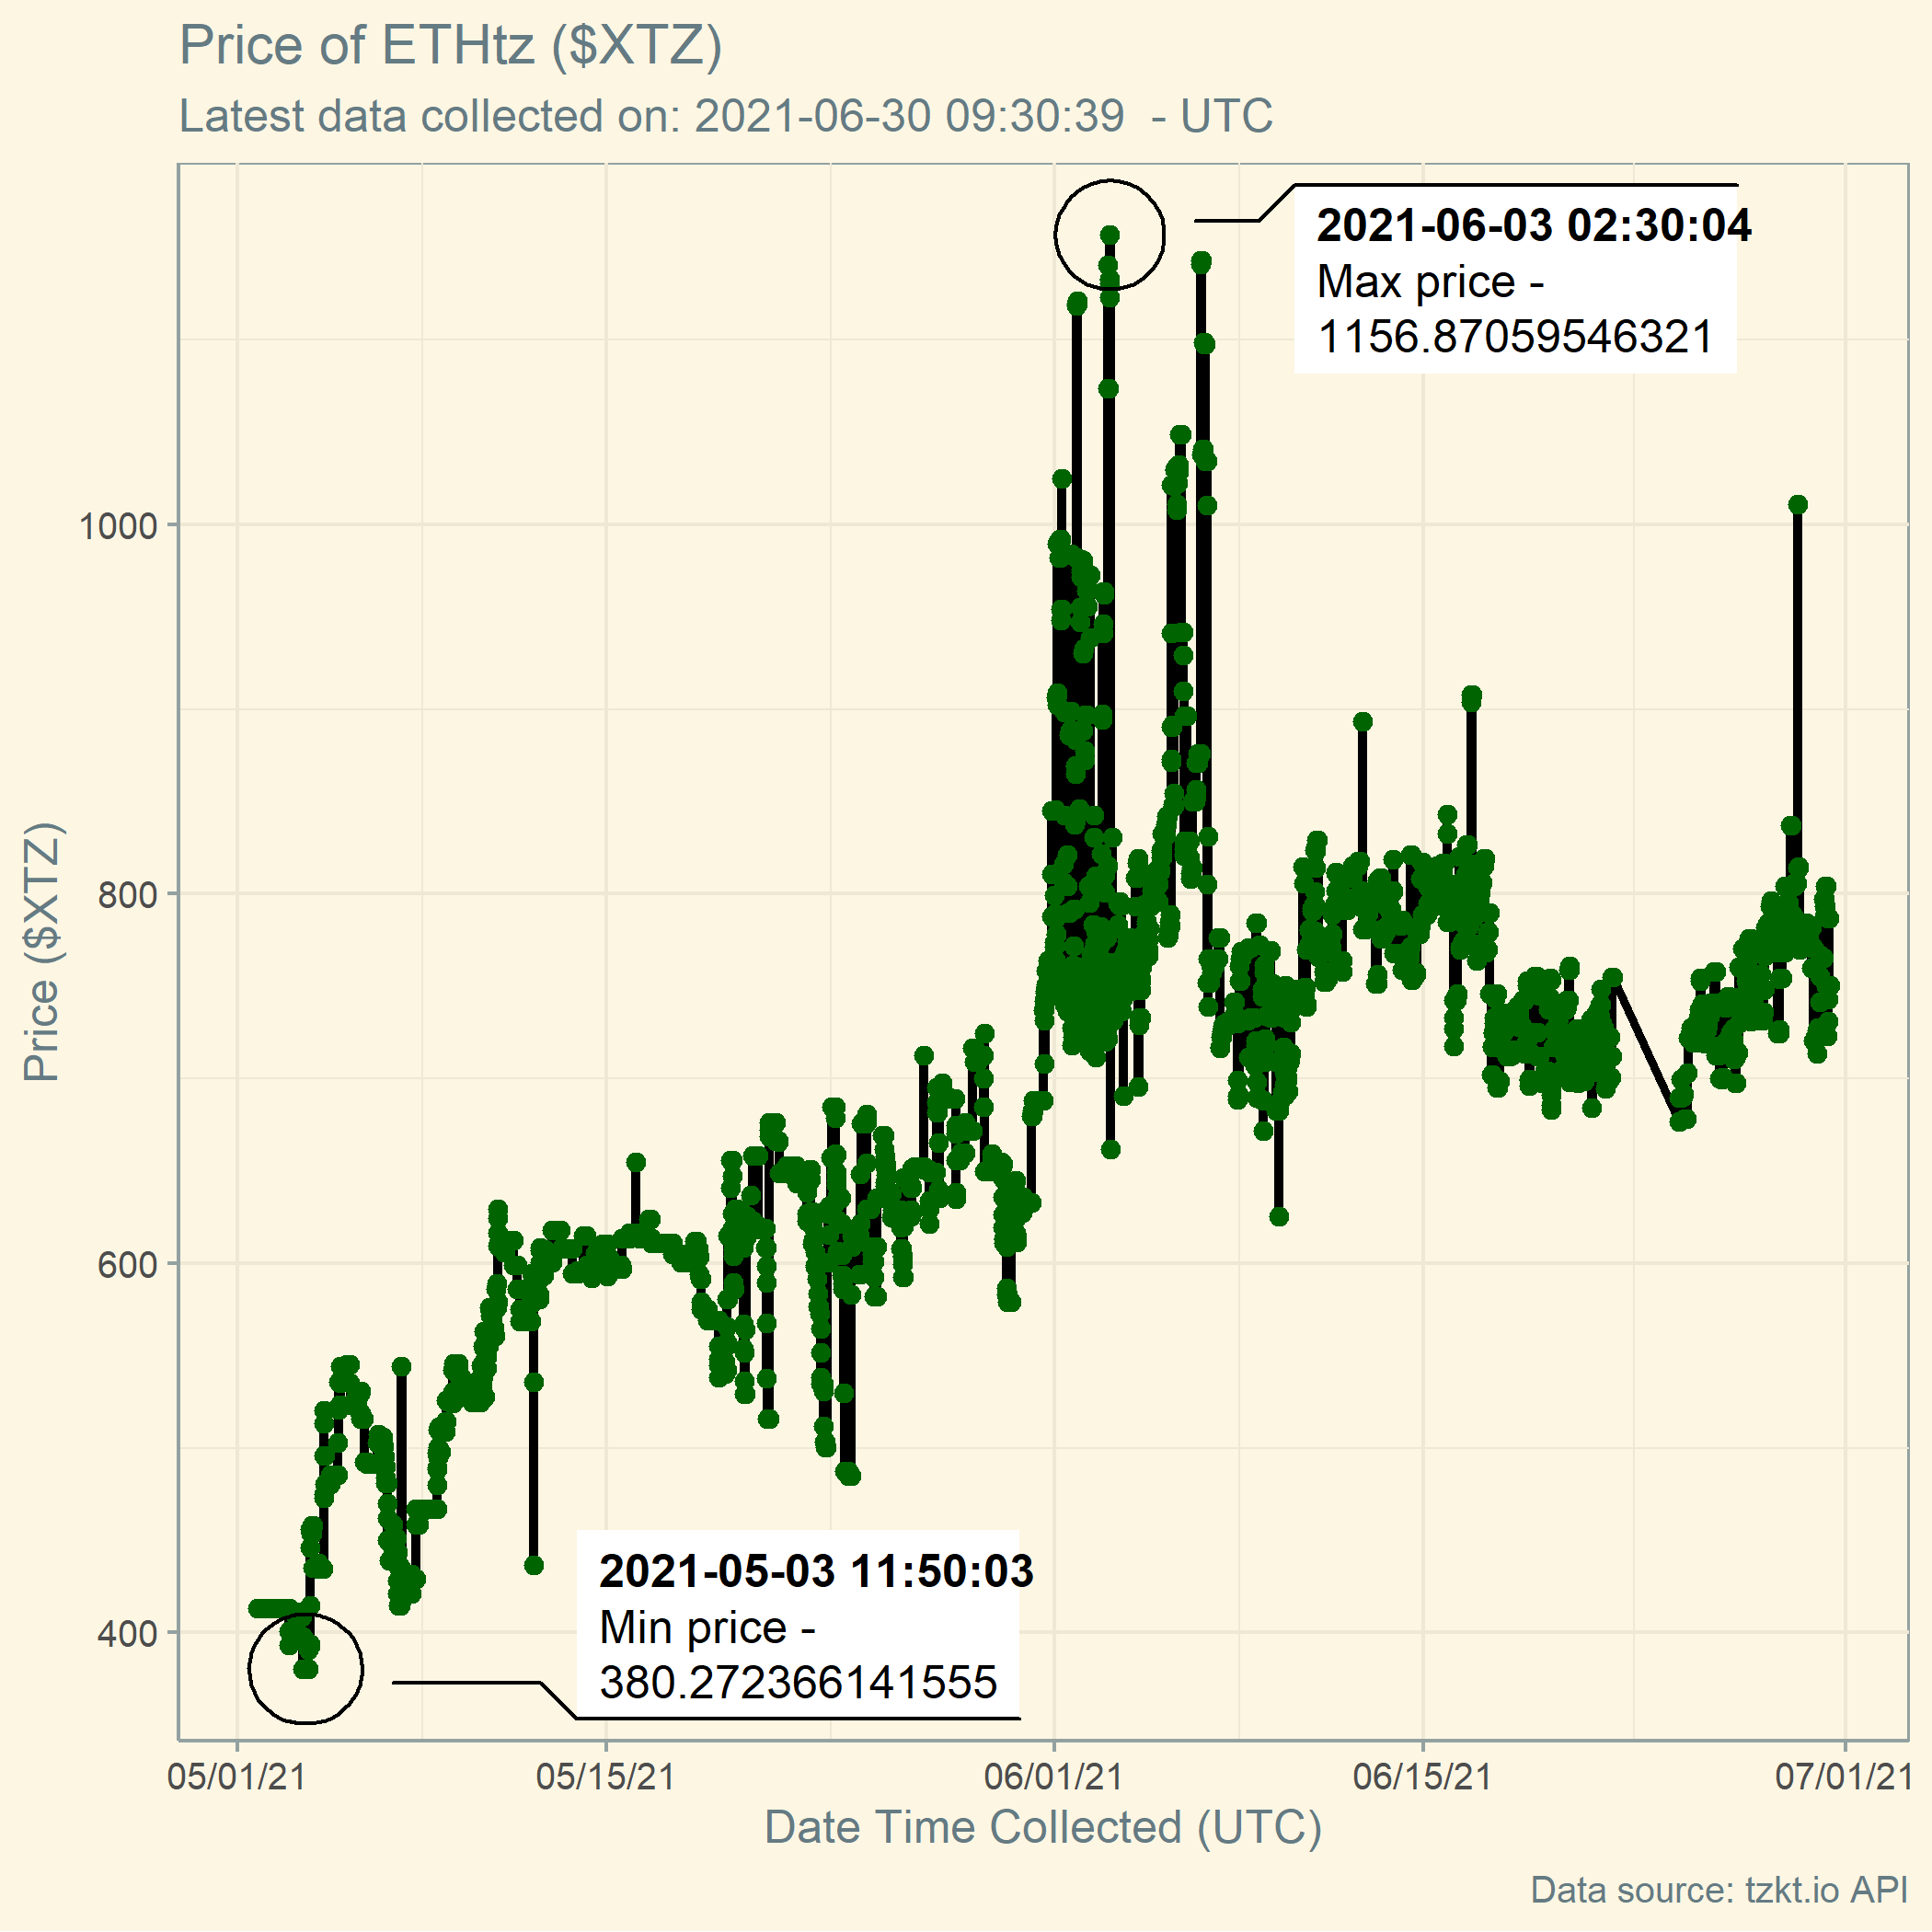 Price of ETHtz ($XTZ)
Latest data collected on: 2021-06-30 09:30:39  - UTC
2021-06-03 02:30:04
Max price -
1156.87059546321
1000
800
600
400
Price ($XTZ)
2021-05-03 11:50:03
Min price -
380.272366141555
05/01/21 05/15/21 06/01/21 06/15/21 07/01/21
Date Time Collected (UTC)
Data source: tzkt.io API